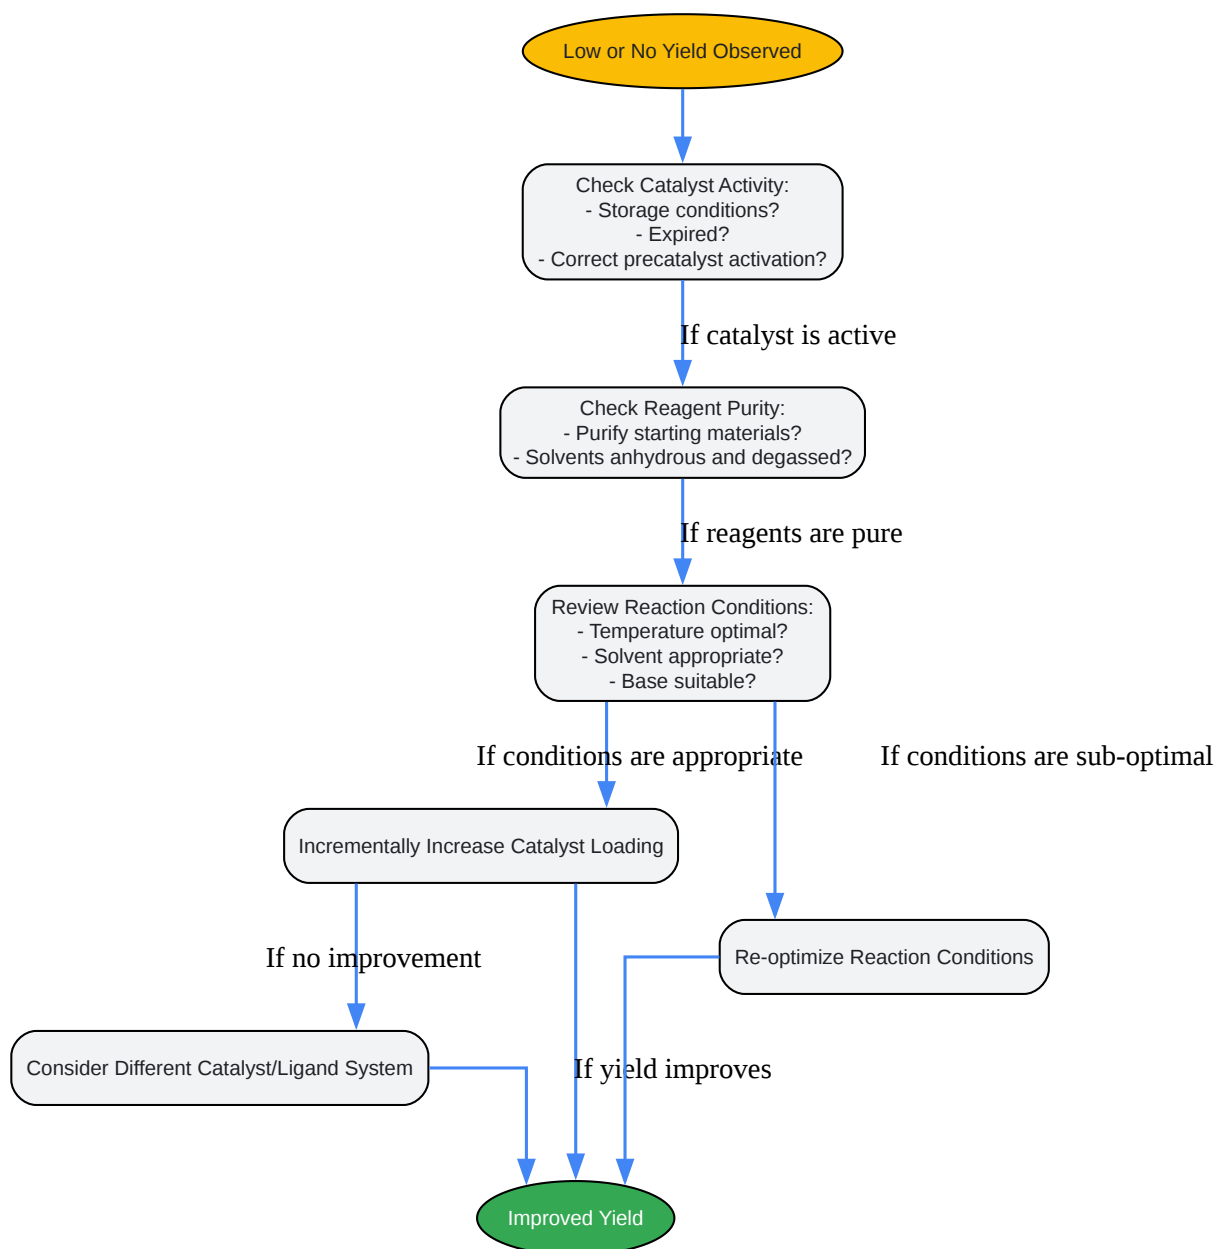 Low or No Yield Observed
Check Catalyst Activity:
- Storage conditions?
- Expired?
- Correct precatalyst activation?
If catalyst is active
Check Reagent Purity:
- Purify starting materials?
- Solvents anhydrous and degassed?
If reagents are pure
Review Reaction Conditions:
- Temperature optimal?
- Solvent appropriate?
- Base suitable?
If conditions are appropriate
If conditions are sub-optimal
Incrementally Increase Catalyst Loading
If no improvement
Re-optimize Reaction Conditions
Consider Different Catalyst/Ligand System
If yield improves
Improved Yield